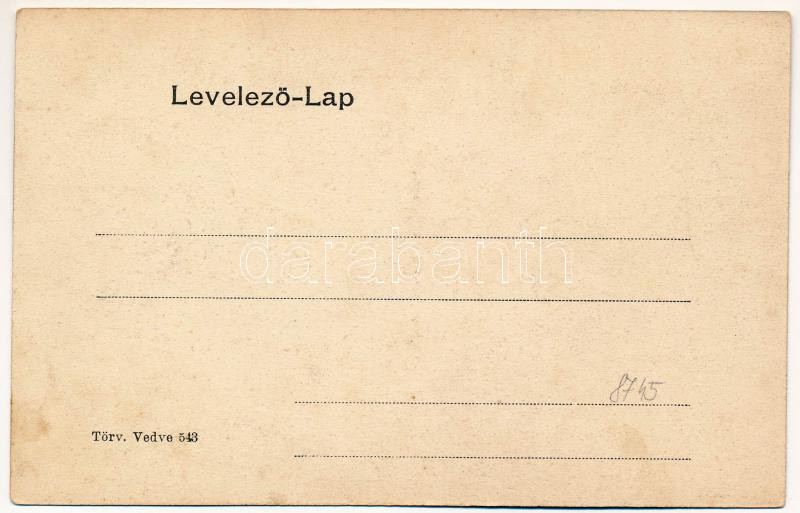 Levelező-Lap
darabanth
8745
Törv. Vedve 543